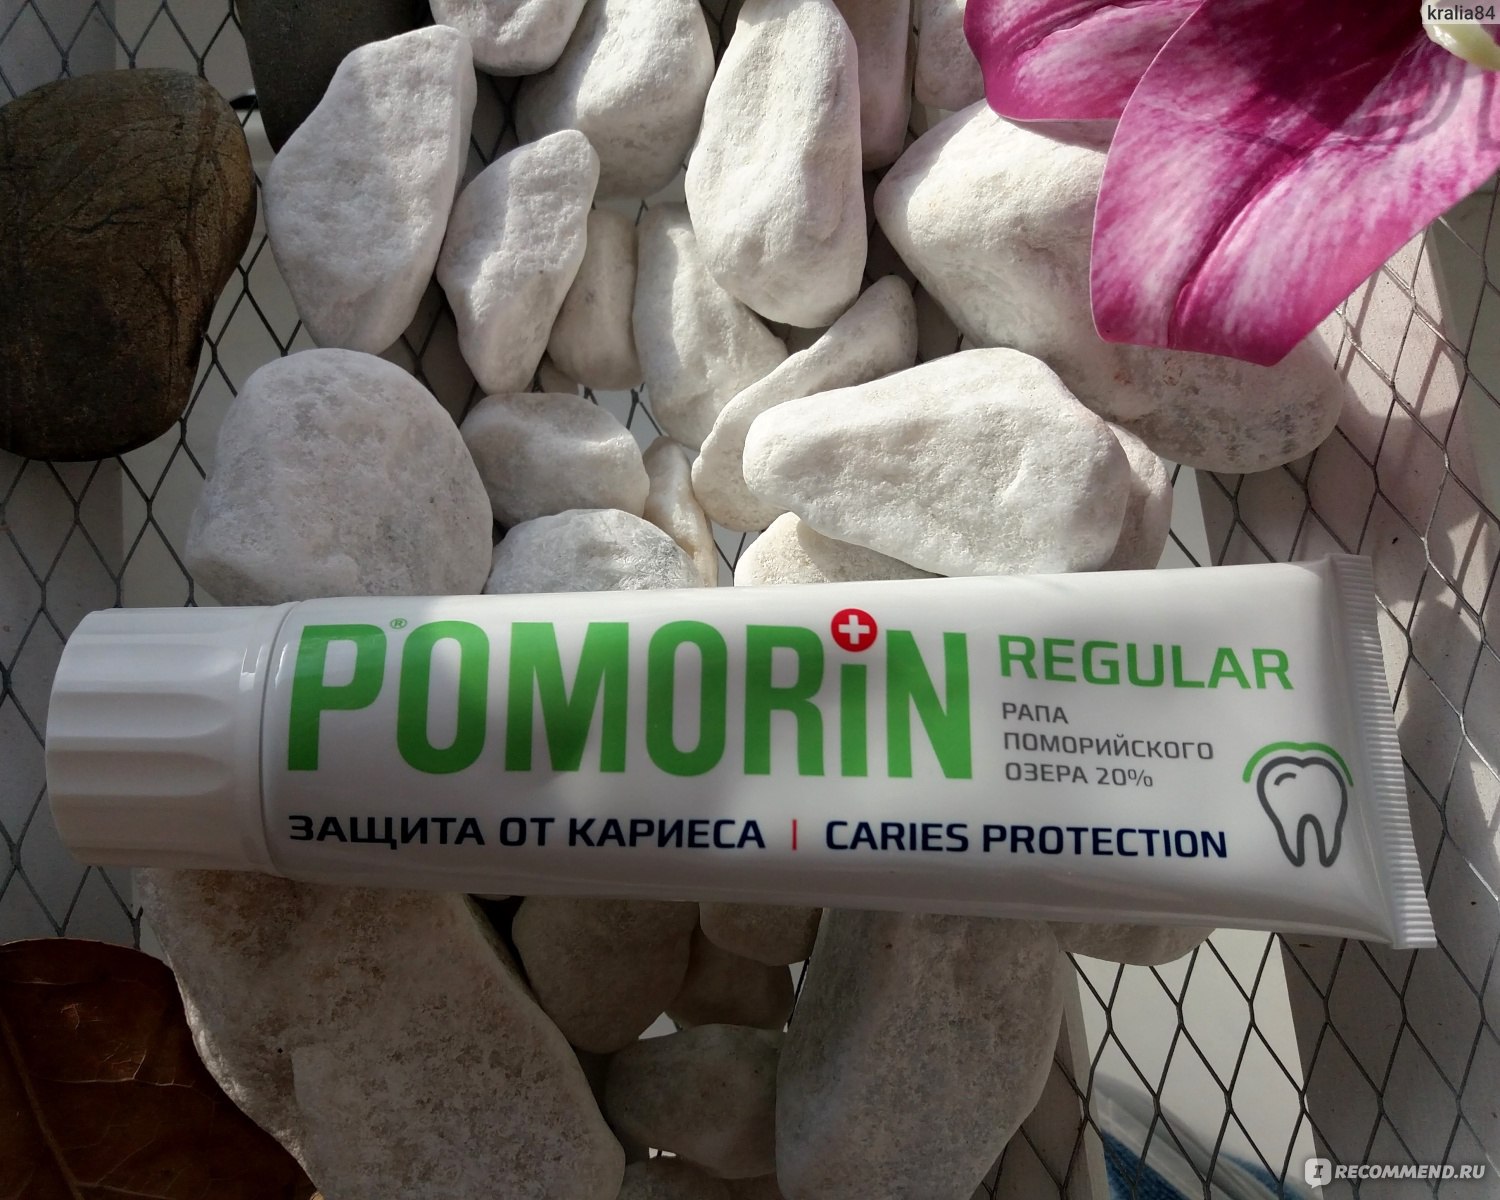 kralia84
POMORiN®
REGULAR
РАПА
ПОМОРИЙСКОГО
ОЗЕРА 20%
ЗАЩИТА ОТ КАРИЕСА | CARIES PROTECTION
IRECOMMEND.RU